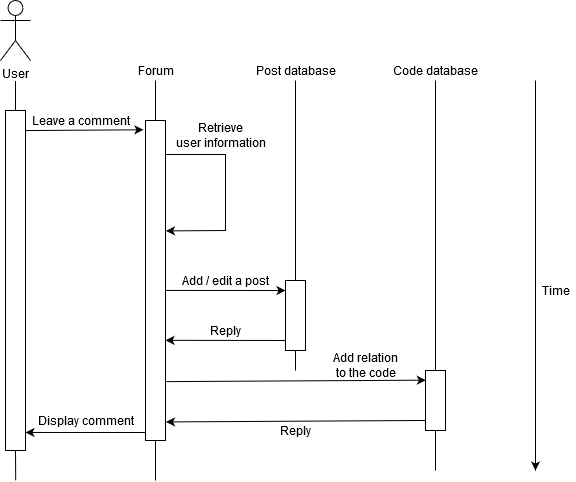 User
Forum
Post database
Code database
Leave a comment
Retrieve
user information
Add / edit a post
Time
Reply
Add relation
to the code
Display comment
Reply